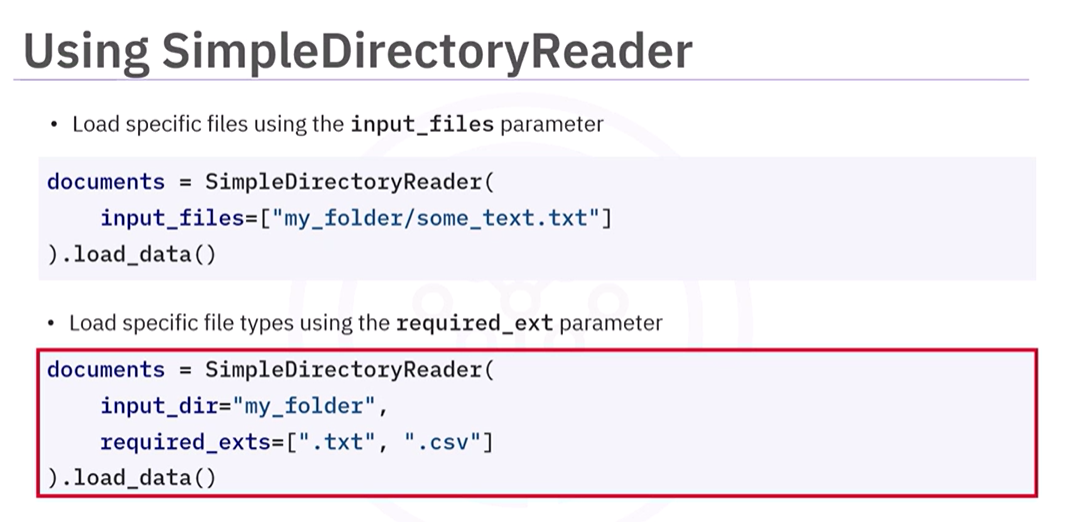 Using SimpleDirectoryReader
• Load specific files using the input_files parameter
documents = SimpleDirectoryReader(
    input_files=["my_folder/some_text.txt"]
).load_data()
• Load specific file types using the required_ext parameter
documents = SimpleDirectoryReader(
    input_dir="my_folder",
    required_exts=[".txt", ".csv"]
).load_data()